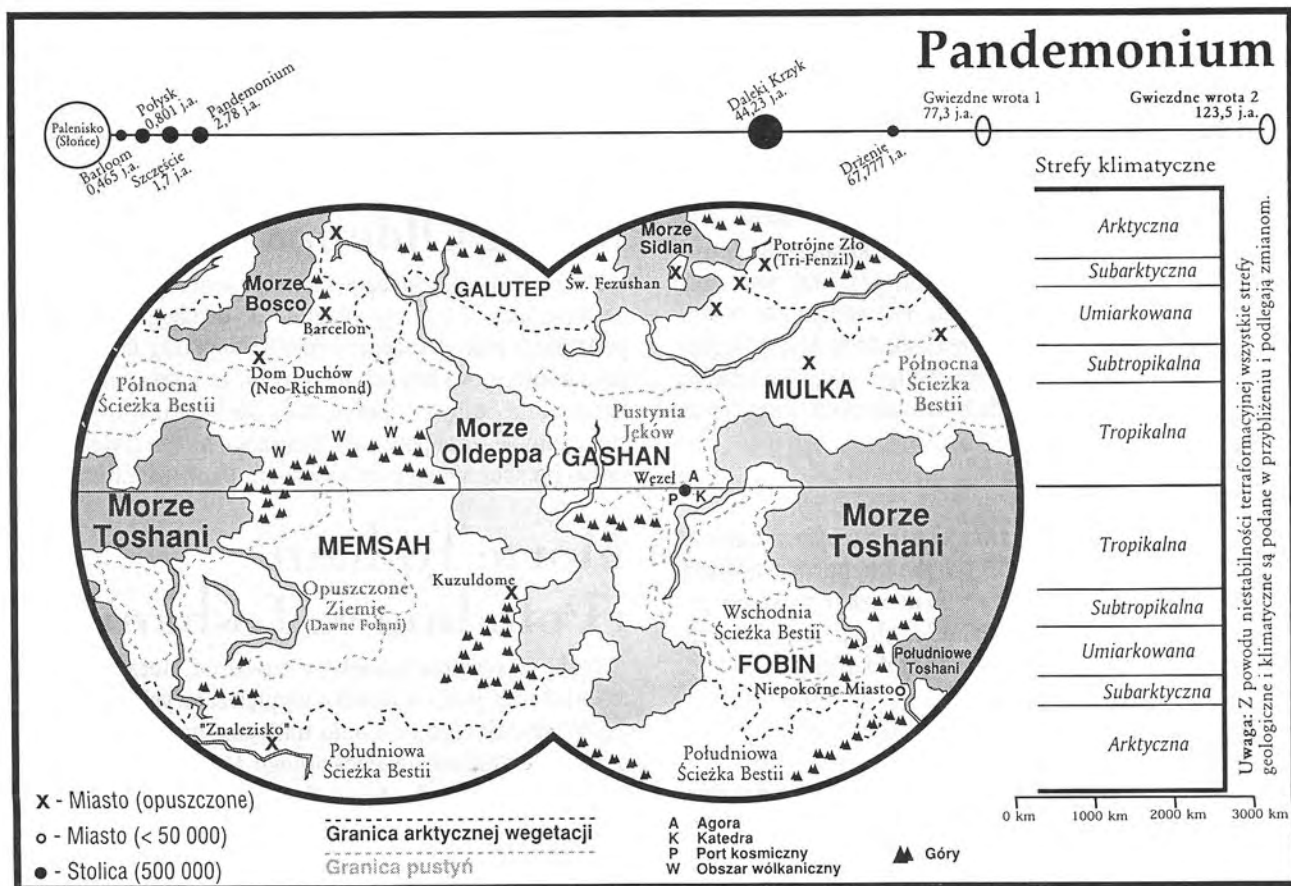 Pandemonium
Palenisko
(Słońce)
Barloom
0,465 j.a.
Połysk
0,801 j.a.
Szczęście
1,7 j.a.
Pandemonium
2,78 j.a.
Daleki Krzyk
44,23 j.a.
Drżenie
67,777 j.a.
Gwiezdne wrota 1
77,3 j.a.
Gwiezdne wrota 2
123,5 j.a.
Strefy klimatyczne
Arktyczna
Subarktyczna
Umiarkowana
Subtropikalna
Tropikalna
Tropikalna
Subtropikalna
Umiarkowana
Subarktyczna
Arktyczna
Uwaga: Z powodu niestabilności terraformacyjnej wszystkie strefy
geologiczne i klimatyczne są podane w przybliżeniu i podlegają zmianom.
0 km 1000 km 2000 km 3000 km
X
Morze
Bosco
X
Barcelon
X
Dom Duchów
(Neo-Richmond)
Północna
Ścieżka Bestii
GALUTEP
Morze
Sidlan
X
Św. Fezushan
X
Potrójne Zło
(Tri-Fenzil)
X
X
X
X
MULKA
Północna
Ścieżka
Bestii
W
W
W
Morze
Oldeppa
Pustynia
Jęków
GASHAN
Węzeł
A
P
K
Morze
Toshani
MEMSAH
Morze
Toshani
Opuszczone
Ziemie
(Dawne Folmi)
Kuzuldome
X
Wschodnia
Ścieżka Bestii
FOBIN
Południowe
Toshani
Niepokorne Miasto
"Znalezisko"
X
Południowa
Ścieżka Bestii
Południowa
Ścieżka Bestii
X - Miasto (opuszczone)
- Miasto (< 50 000)
- Stolica (500 000)
Granica arktycznej wegetacji
Granica pustyń
A Agora
K Katedra
P Port kosmiczny
W Obszar wólkaniczny
Góry